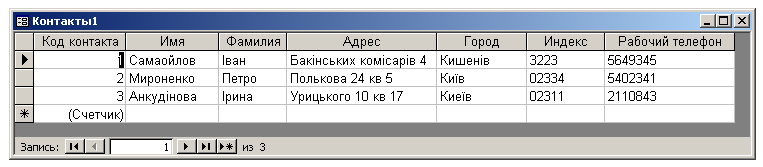 Контакты1
Код контакта Имя Фамилия Адрес Город Индекс Рабочий телефон
1 Самаойлов Іван Бакінських комісарів 4 Кишенів 3223 5649345
2 Мироненко Петро Полькова 24 кв 5 Київ 02334 5402341
3 Анкудінова Ірина Урицького 10 кв 17 Киеїв 02311 2110843
(Счетчик)
Запись: 1 из 3